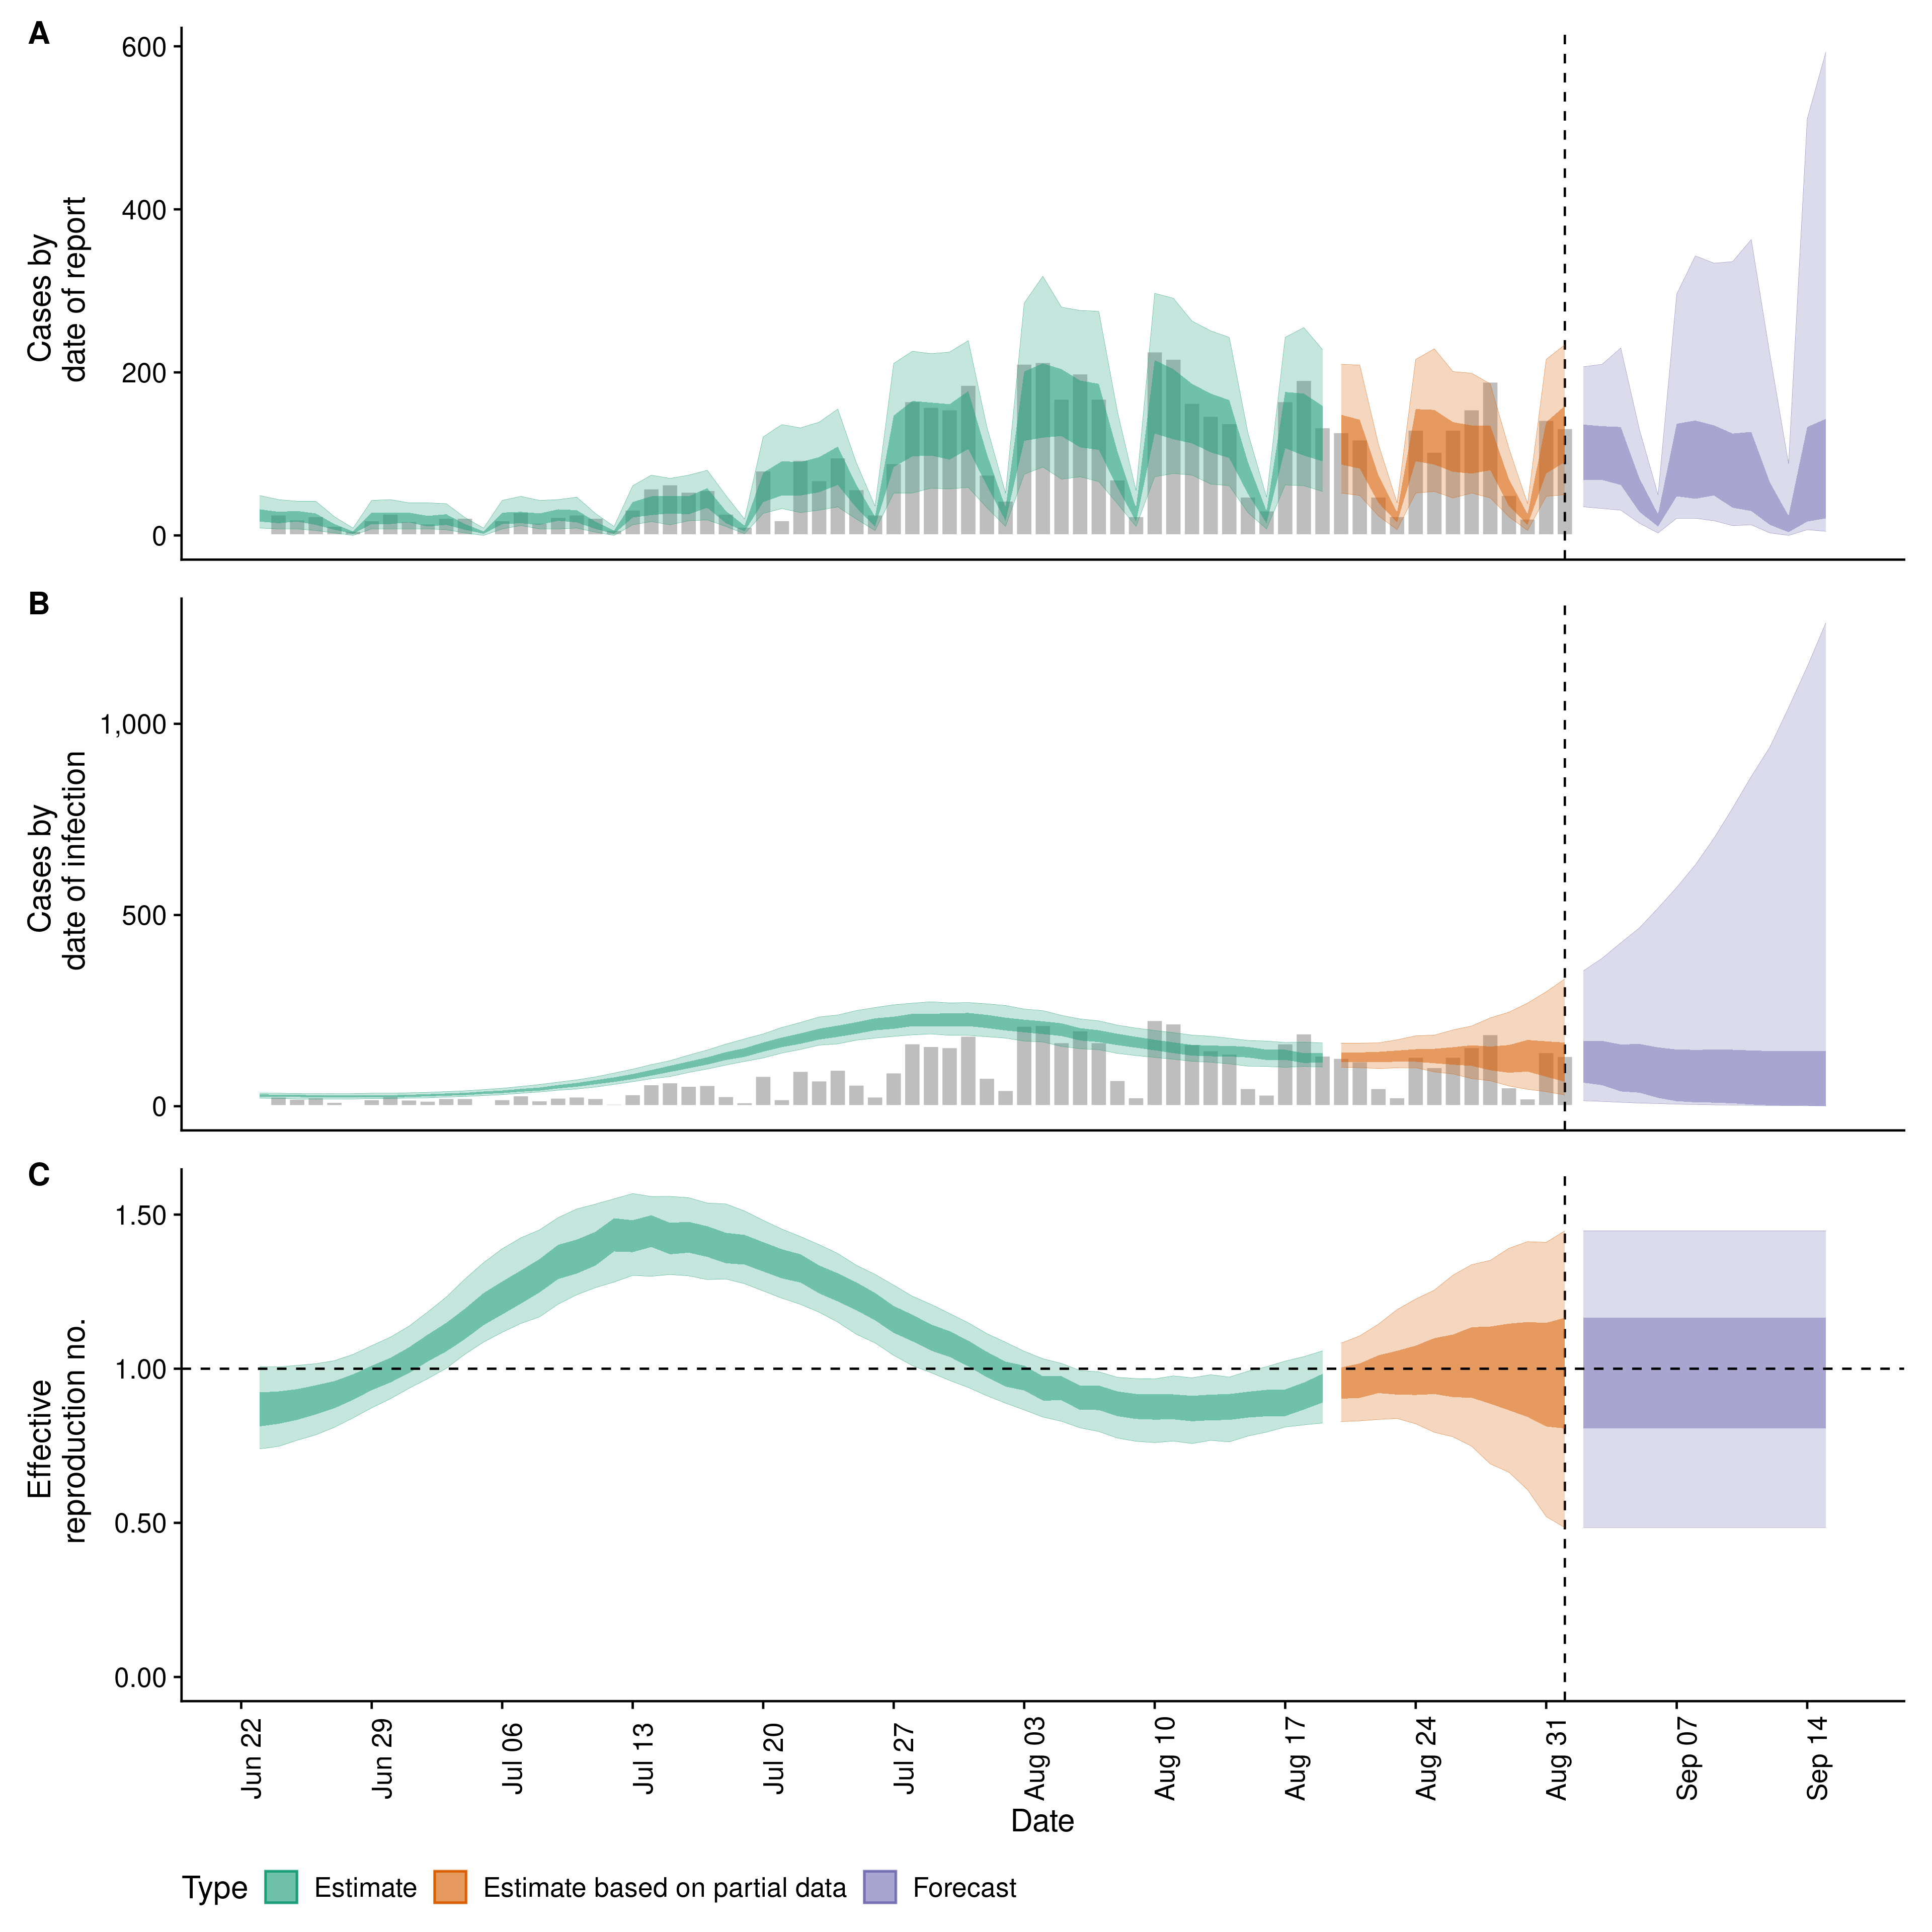 A
600
400
200
0
Cases by
date of report
B
1,000
500
0
Cases by
date of infection
C
1.50
1.00
0.50
0.00
Effective
reproduction no.
Jun 22
Jun 29
Jul 06
Jul 13
Jul 20
Jul 27
Aug 03
Aug 10
Aug 17
Aug 24
Aug 31
Sep 07
Sep 14
Date
Type Estimate Estimate based on partial data Forecast